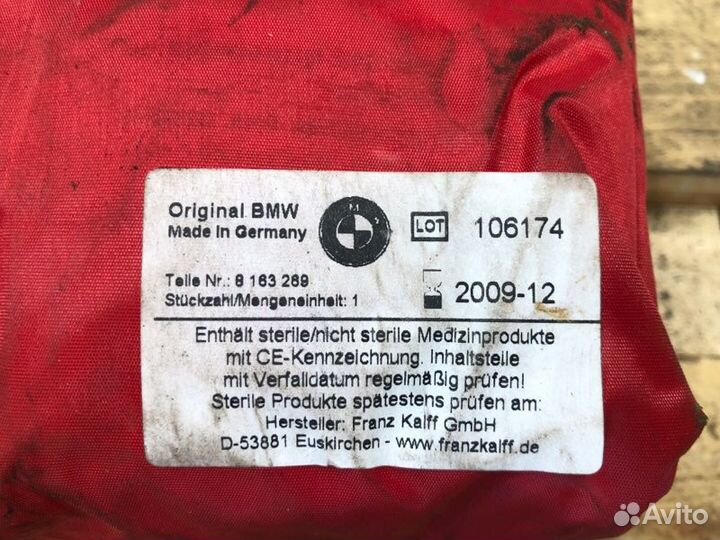 Original BMW
Made in Germany
BMW
LOT 106174
Teile Nr.: 8 163 269
Stückzahl/Mengeneinheit: 1
2009-12
Enthält sterile/nicht sterile Medizinprodukte
mit CE-Kennzeichnung. Inhaltsteile
mit Verfalldatum regelmäßig prüfen!
Sterile Produkte spätestens prüfen am:
Hersteller: Franz Kalff GmbH
D-53881 Euskirchen - www.franzkalff.de
Avito